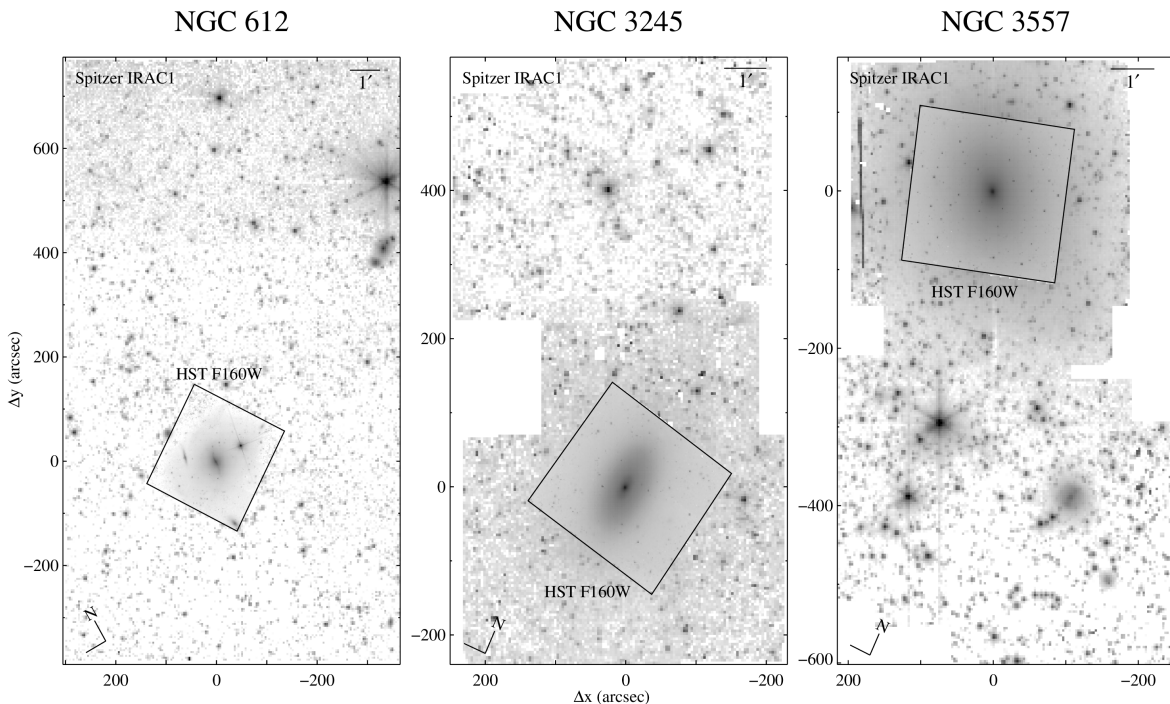 NGC 612
NGC 3245
NGC 3557
Spitzer IRAC1
1′
Spitzer IRAC1
1′
Spitzer IRAC1
1′
600
400
200
0
−200
400
200
0
−200
0
−200
−400
−600
Δy (arcsec)
HST F160W
HST F160W
HST F160W
N
N
N
200
0
−200
200
0
−200
200
0
−200
Δx (arcsec)